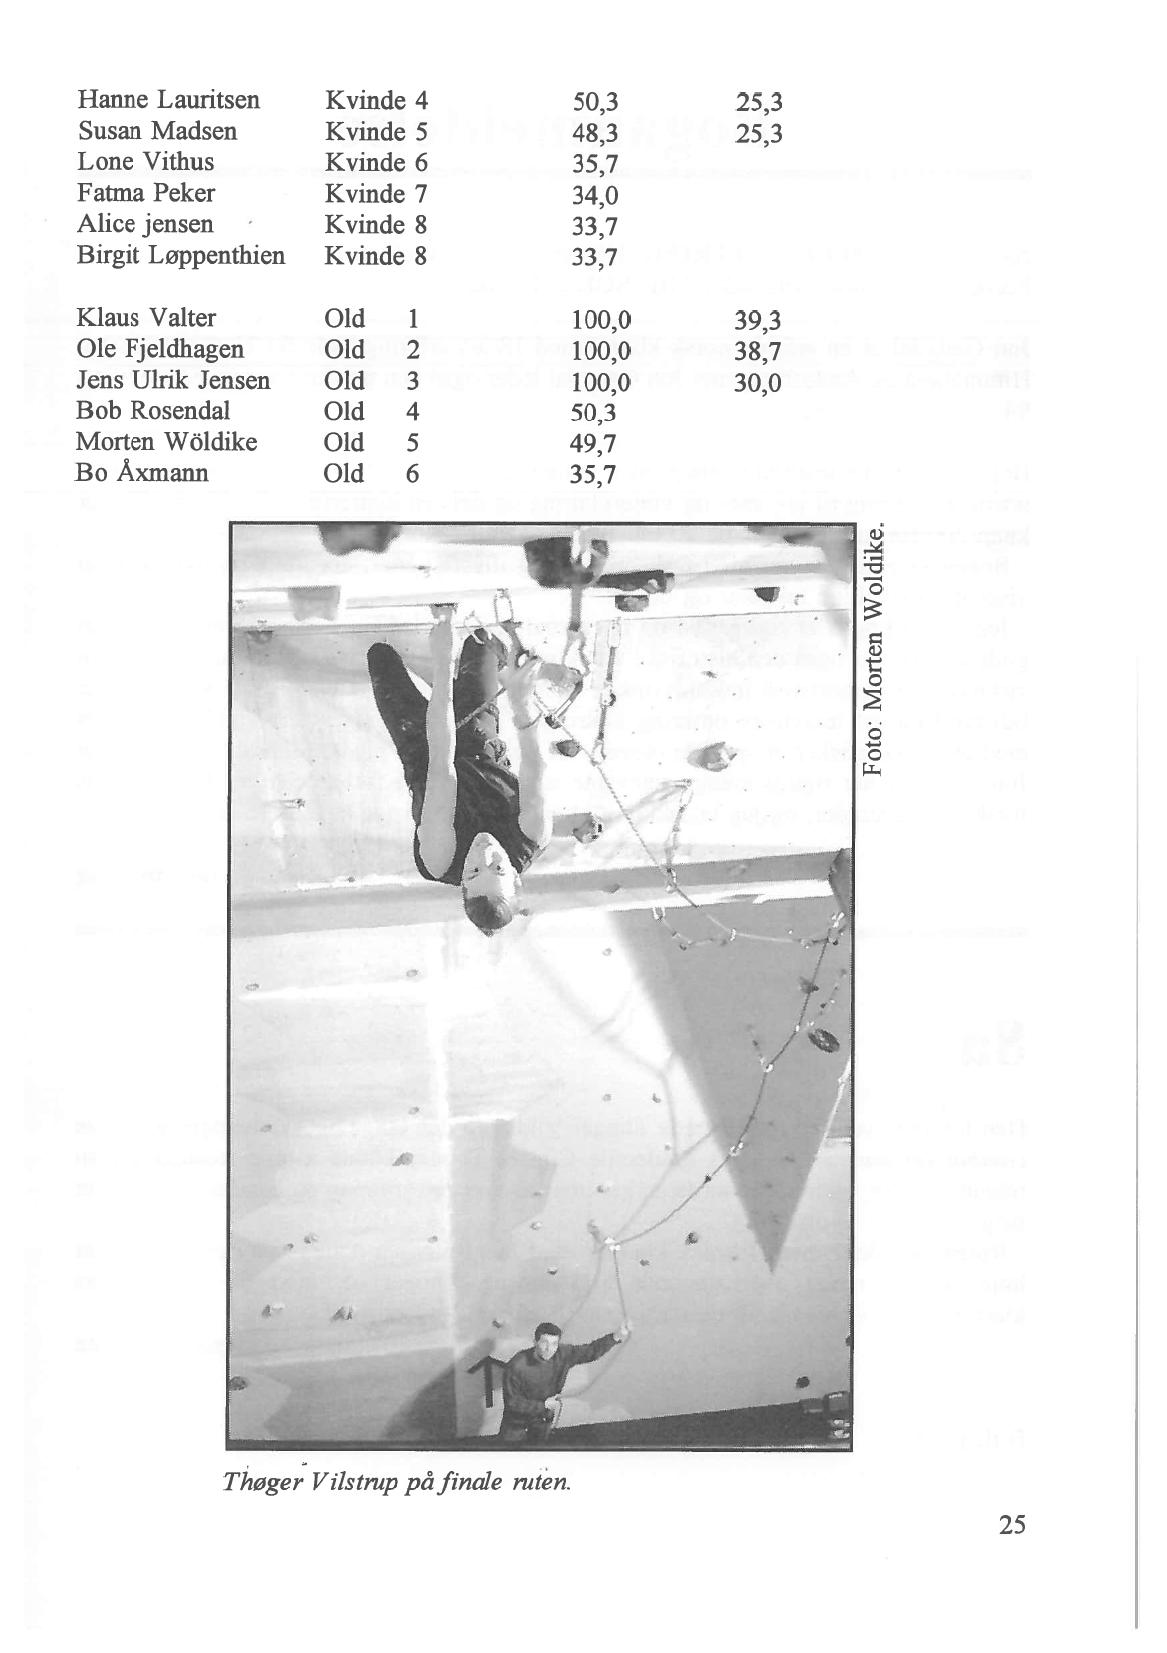 Hanne Lauritsen Kvinde 4 50,3 25,3
Susan Madsen Kvinde 5 48,3 25,3
Lone Vithus Kvinde 6 35,7
Fatma Peker Kvinde 7 34,0
Alice jensen Kvinde 8 33,7
Birgit Løppenthien Kvinde 8 33,7
Klaus Valter Old 1 100,0 39,3
Ole Fjeldhagen Old 2 100,0 38,7
Jens Ulrik Jensen Old 3 100,0 30,0
Bob Rosendal Old 4 50,3
Morten Wöldike Old 5 49,7
Bo Åxmann Old 6 35,7
Foto: Morten Woldike.
Thøger Vilstrup på finale ruten.
25